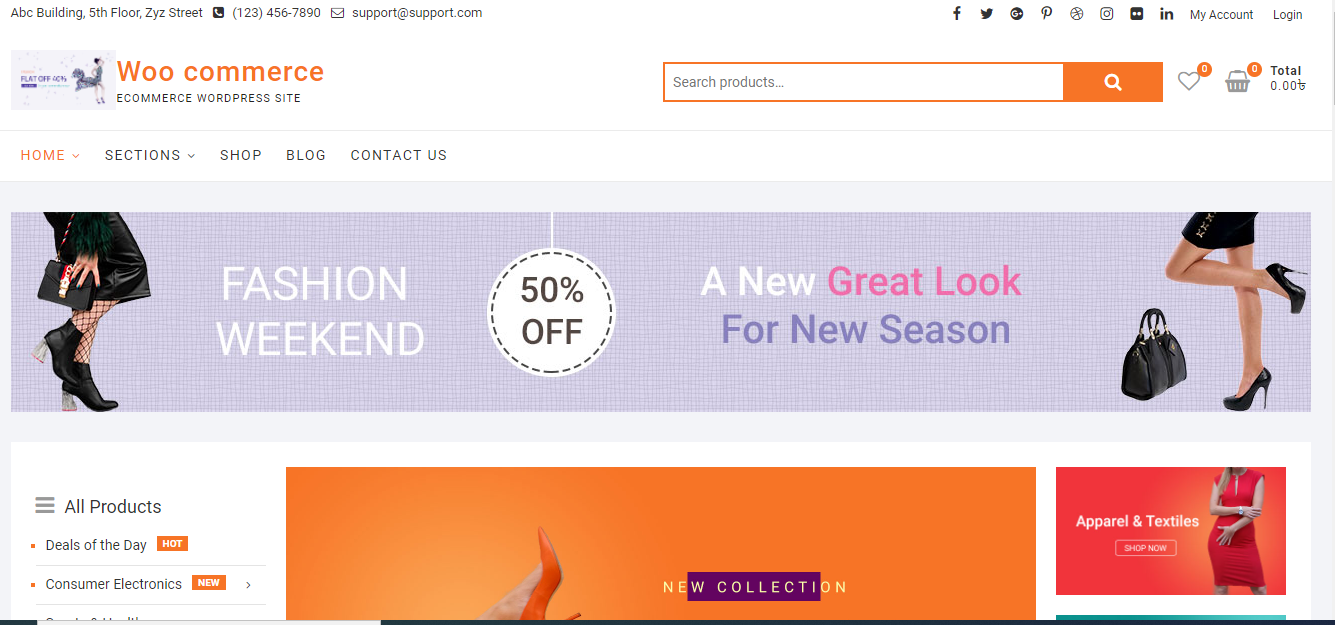 Abc Building, 5th Floor, Zyz Street (123) 456-7890 support@support.com My Account Login
FLAT OFF 40%
Woo commerce
ECOMMERCE WORDPRESS SITE
Search products...
0
0
Total
0.00৳
HOME SECTIONS SHOP BLOG CONTACT US
FASHION
WEEKEND
50%
OFF
A New Great Look
For New Season
All Products
Deals of the Day HOT
Consumer Electronics NEW
NEW COLLECTION
Apparel & Textiles
SHOP NOW